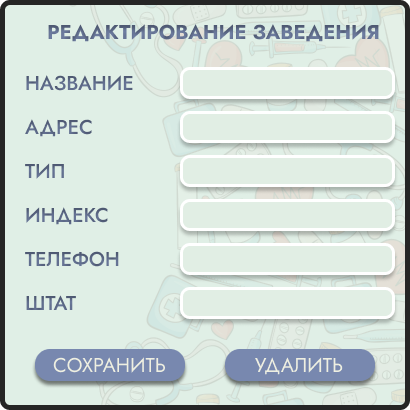 РЕДАКТИРОВАНИЕ ЗАВЕДЕНИЯ
НАЗВАНИЕ
АДРЕС
ТИП
ИНДЕКС
ТЕЛЕФОН
ШТАТ
СОХРАНИТЬ УДАЛИТЬ